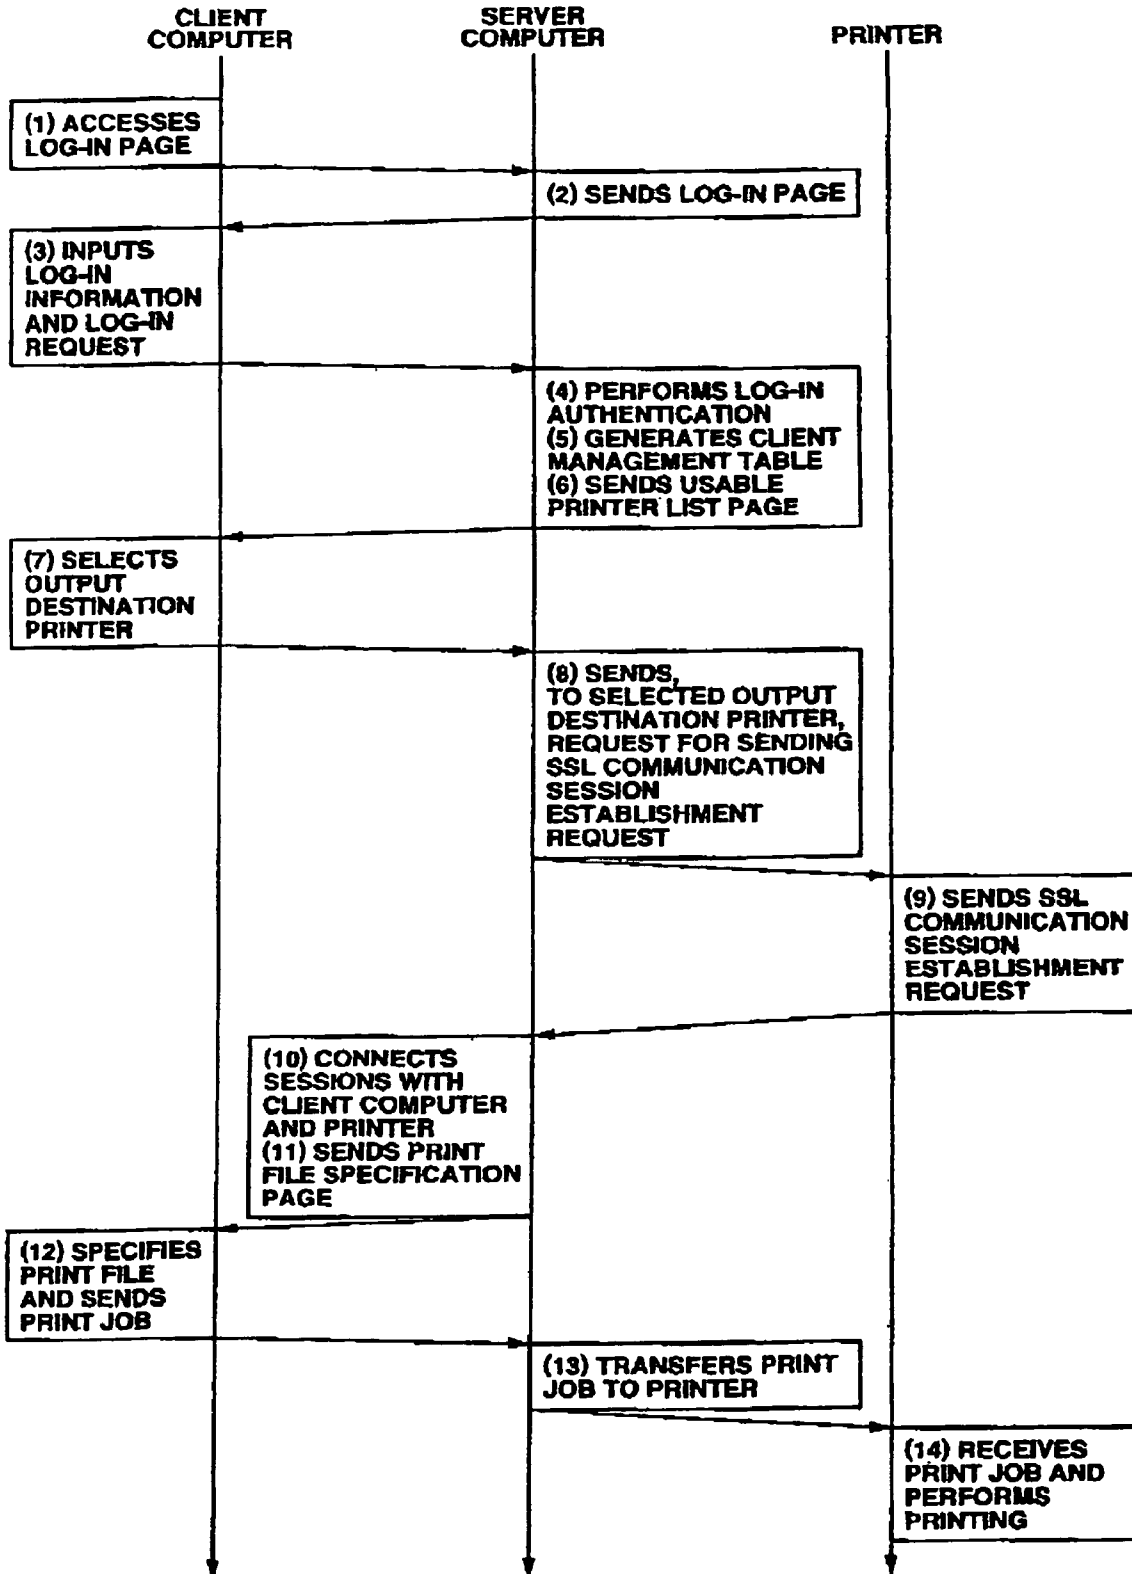 CLIENT
COMPUTER
SERVER
COMPUTER
PRINTER
(1) ACCESSES
LOG-IN PAGE
(2) SENDS LOG-IN PAGE
(3) INPUTS
LOG-IN
INFORMATION
AND LOG-IN
REQUEST
(4) PERFORMS LOG-IN
AUTHENTICATION
(5) GENERATES CLIENT
MANAGEMENT TABLE
(6) SENDS USABLE
PRINTER LIST PAGE
(7) SELECTS
OUTPUT
DESTINATION
PRINTER
(8) SENDS,
TO SELECTED OUTPUT
DESTINATION PRINTER,
REQUEST FOR SENDING
SSL COMMUNICATION
SESSION
ESTABLISHMENT
REQUEST
(9) SENDS SSL
COMMUNICATION
SESSION
ESTABLISHMENT
REQUEST
(10) CONNECTS
SESSIONS WITH
CLIENT COMPUTER
AND PRINTER
(11) SENDS PRINT
FILE SPECIFICATION
PAGE
(12) SPECIFIES
PRINT FILE
AND SENDS
PRINT JOB
(13) TRANSFERS PRINT
JOB TO PRINTER
(14) RECEIVES
PRINT JOB AND
PERFORMS
PRINTING